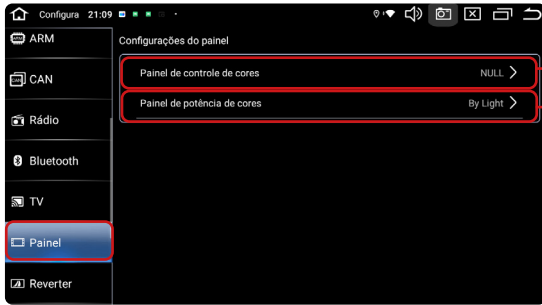 Configura 21:09
ARM
Configurações do painel
Painel de controle de cores NULL
CAN
Painel de potência de cores By Light
Rádio
Bluetooth
TV
Painel
Reverter